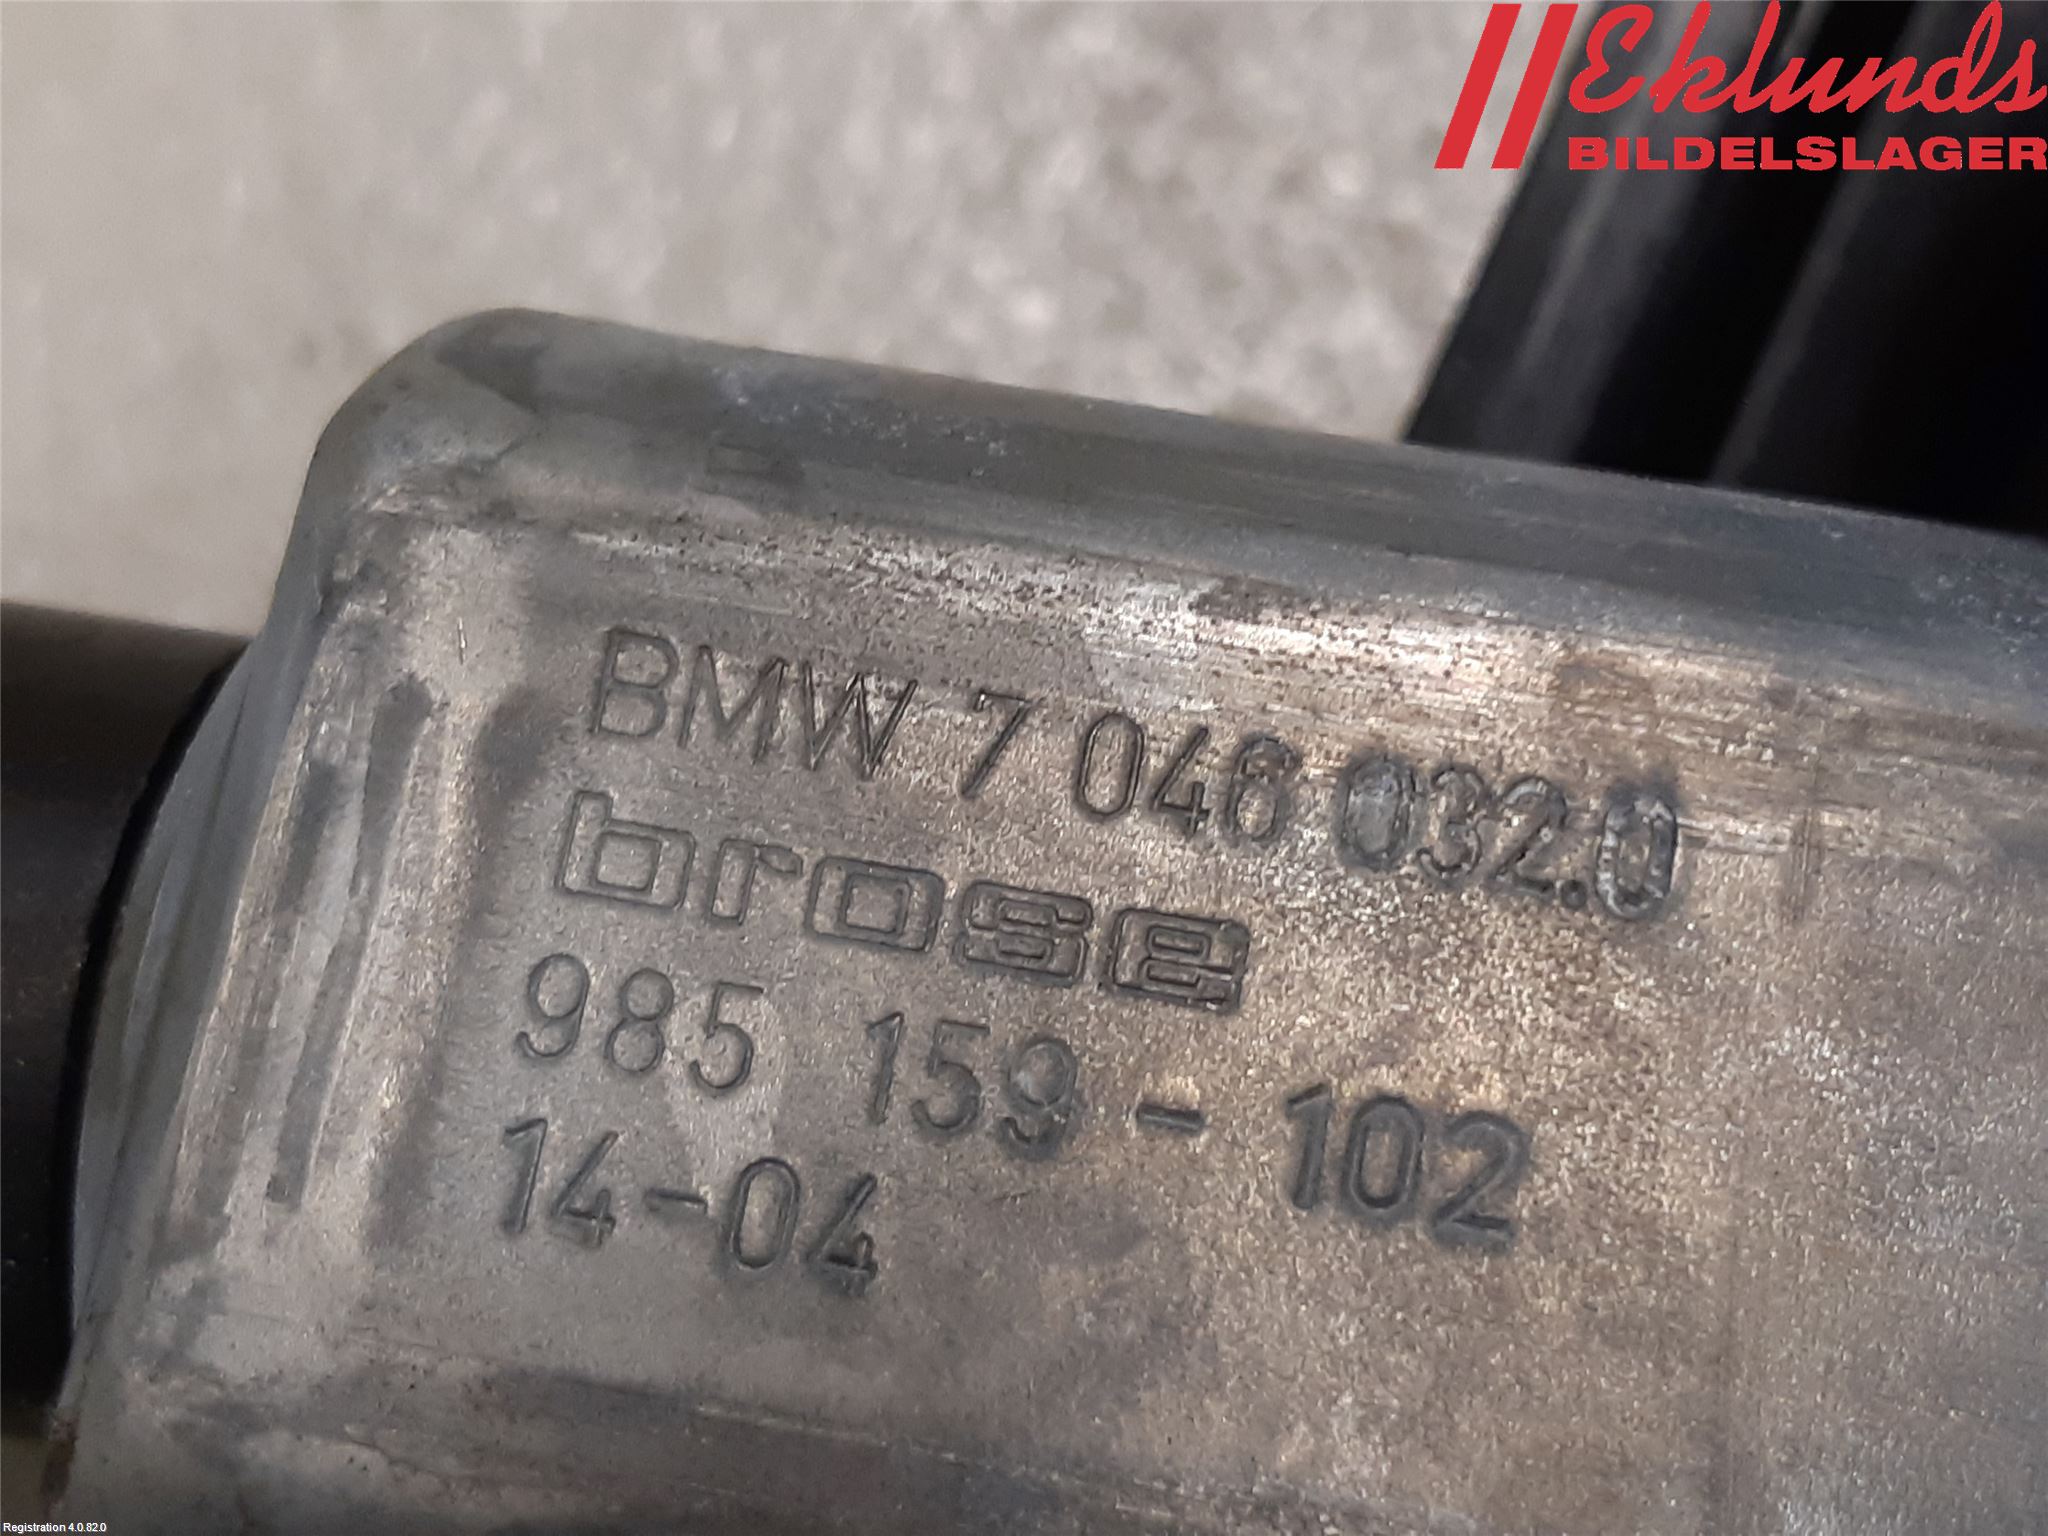 Eklunds
BILDELSLAGER
BMW 7 046 032.0
brose
985 159 - 102
14-04
Registration 4.0.82.0